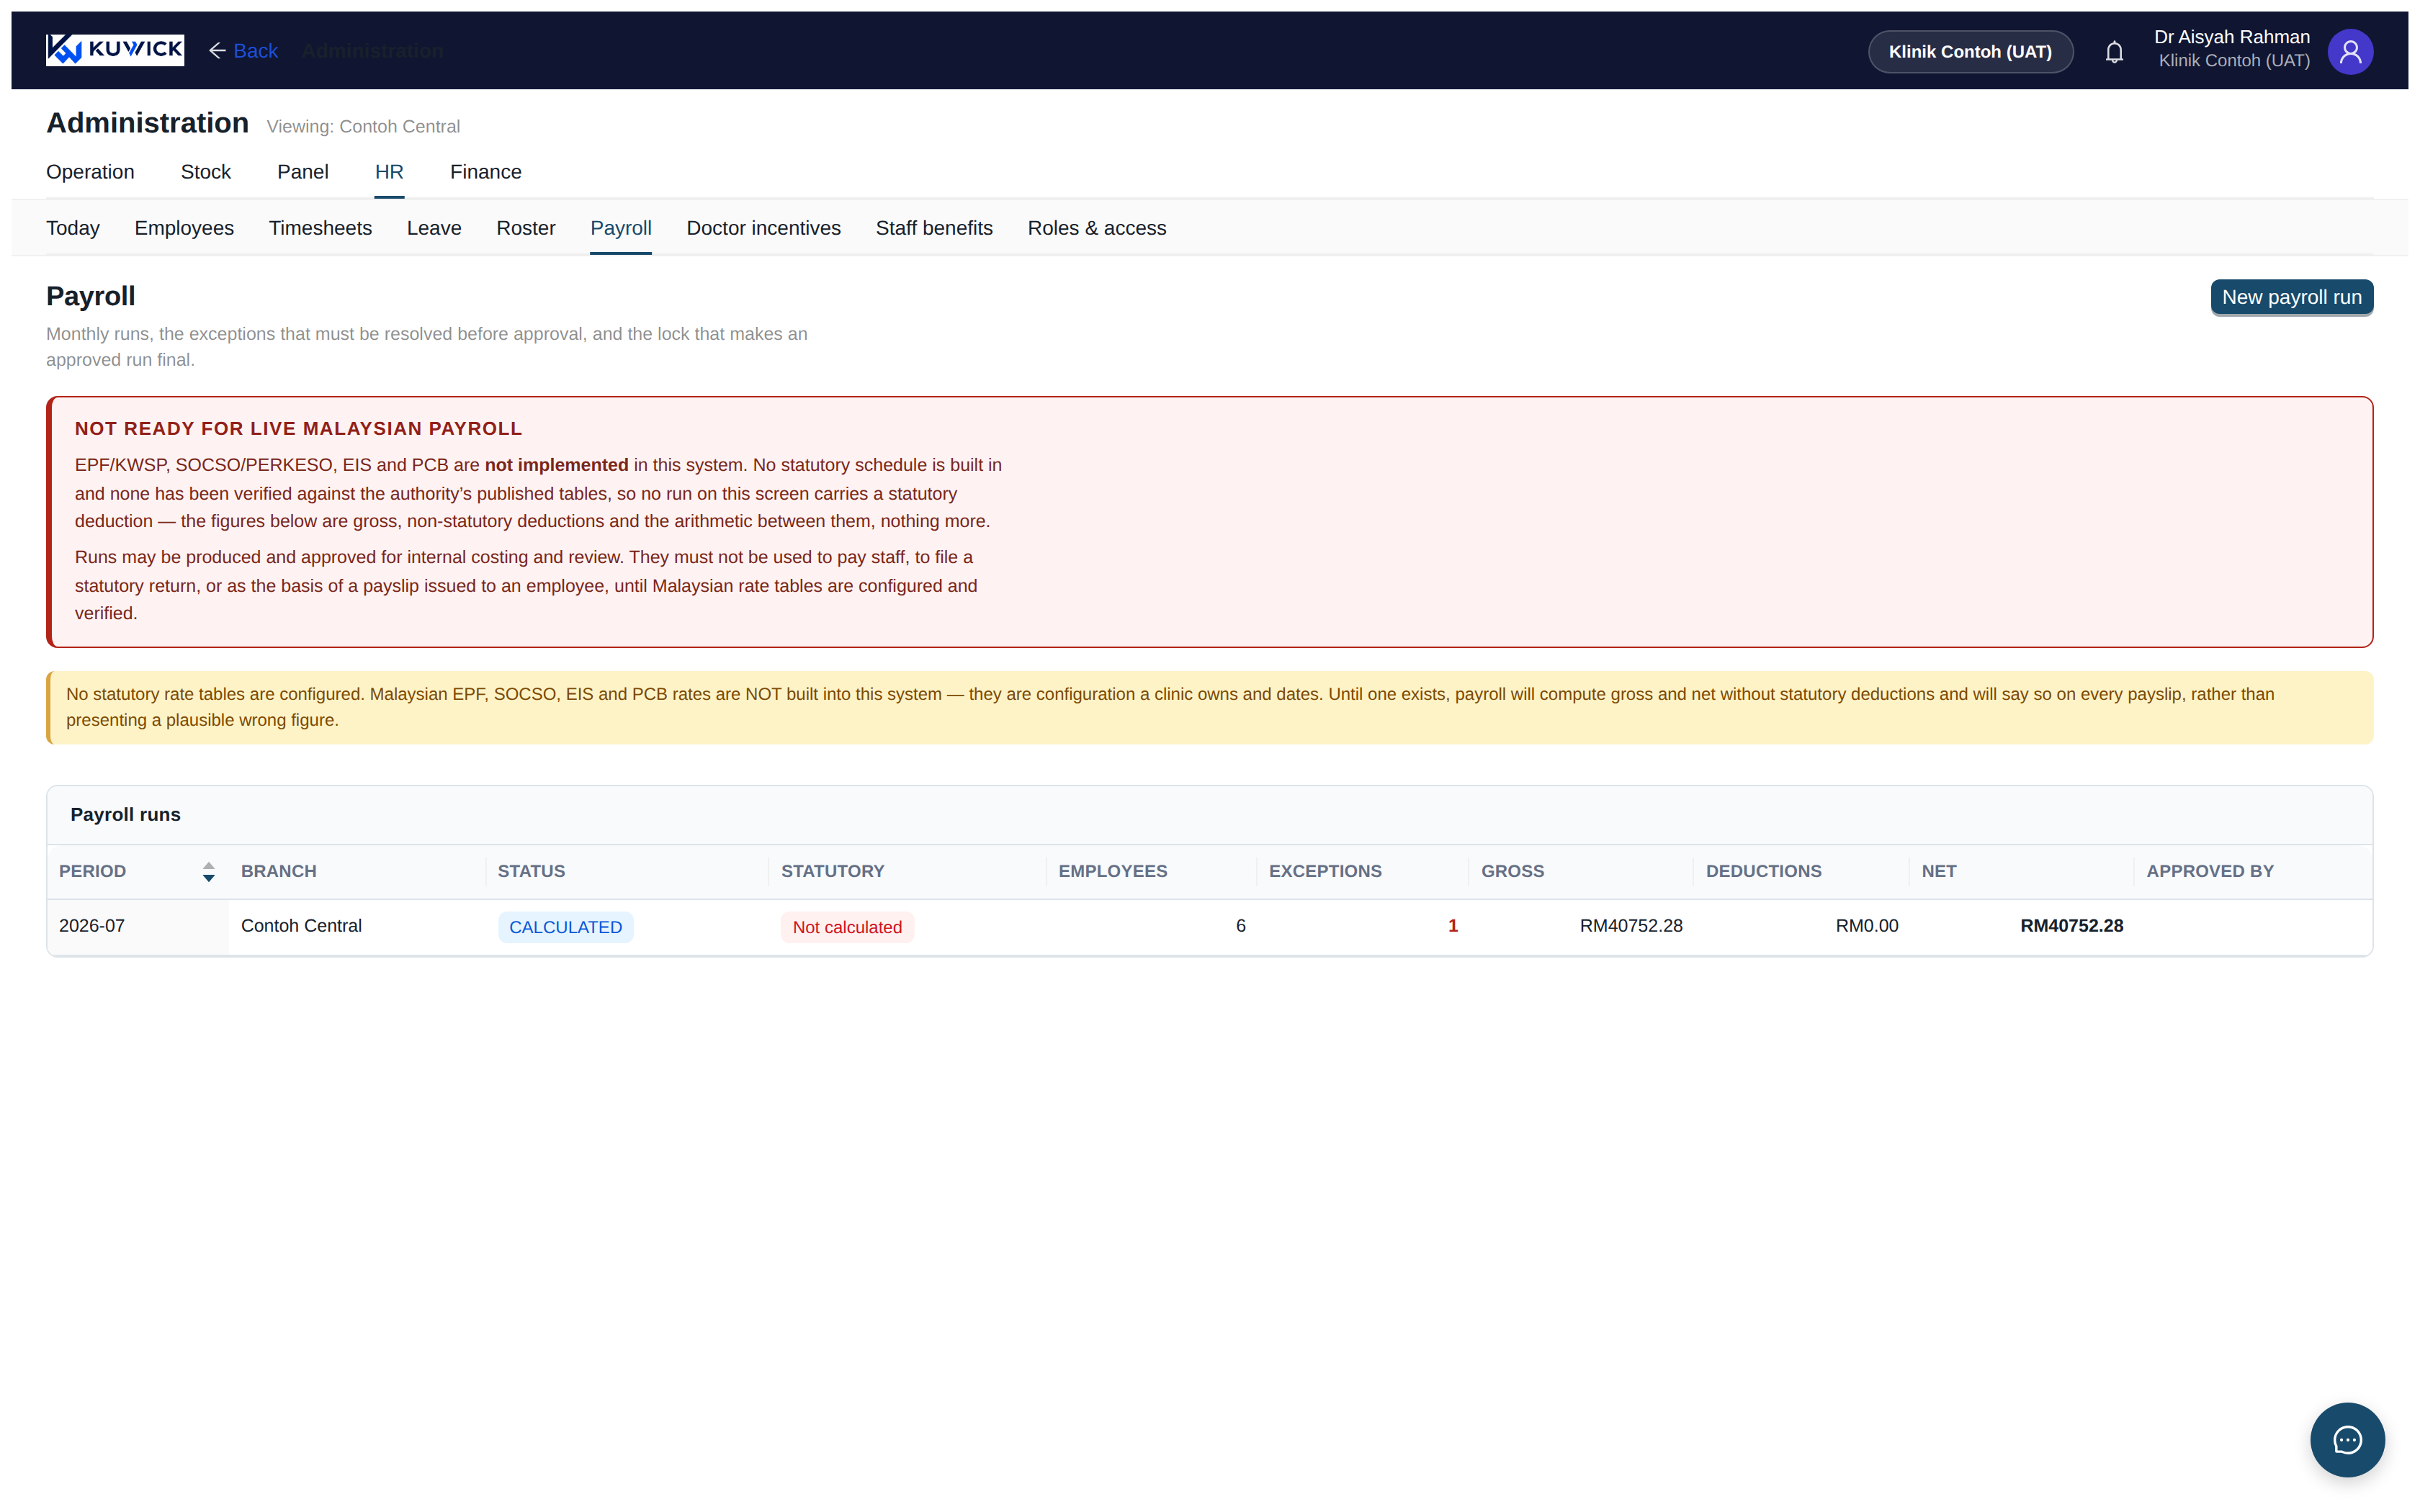 KUWICK
Back
Administration
Klinik Contoh (UAT)
Dr Aisyah Rahman
Klinik Contoh (UAT)
Administration
Viewing: Contoh Central
Operation
Stock
Panel
HR
Finance
Today
Employees
Timesheets
Leave
Roster
Payroll
Doctor incentives
Staff benefits
Roles & access
Payroll
New payroll run
Monthly runs, the exceptions that must be resolved before approval, and the lock that makes an
approved run final.
NOT READY FOR LIVE MALAYSIAN PAYROLL
EPF/KWSP, SOCSO/PERKESO, EIS and PCB are not implemented in this system. No statutory schedule is built in
and none has been verified against the authority’s published tables, so no run on this screen carries a statutory
deduction — the figures below are gross, non-statutory deductions and the arithmetic between them, nothing more.
Runs may be produced and approved for internal costing and review. They must not be used to pay staff, to file a
statutory return, or as the basis of a payslip issued to an employee, until Malaysian rate tables are configured and
verified.
No statutory rate tables are configured. Malaysian EPF, SOCSO, EIS and PCB rates are NOT built into this system — they are configuration a clinic owns and dates. Until one exists, payroll will compute gross and net without statutory deductions and will say so on every payslip, rather than
presenting a plausible wrong figure.
Payroll runs
PERIOD
BRANCH
STATUS
STATUTORY
EMPLOYEES
EXCEPTIONS
GROSS
DEDUCTIONS
NET
APPROVED BY
2026-07
Contoh Central
CALCULATED
Not calculated
6
1
RM40752.28
RM0.00
RM40752.28